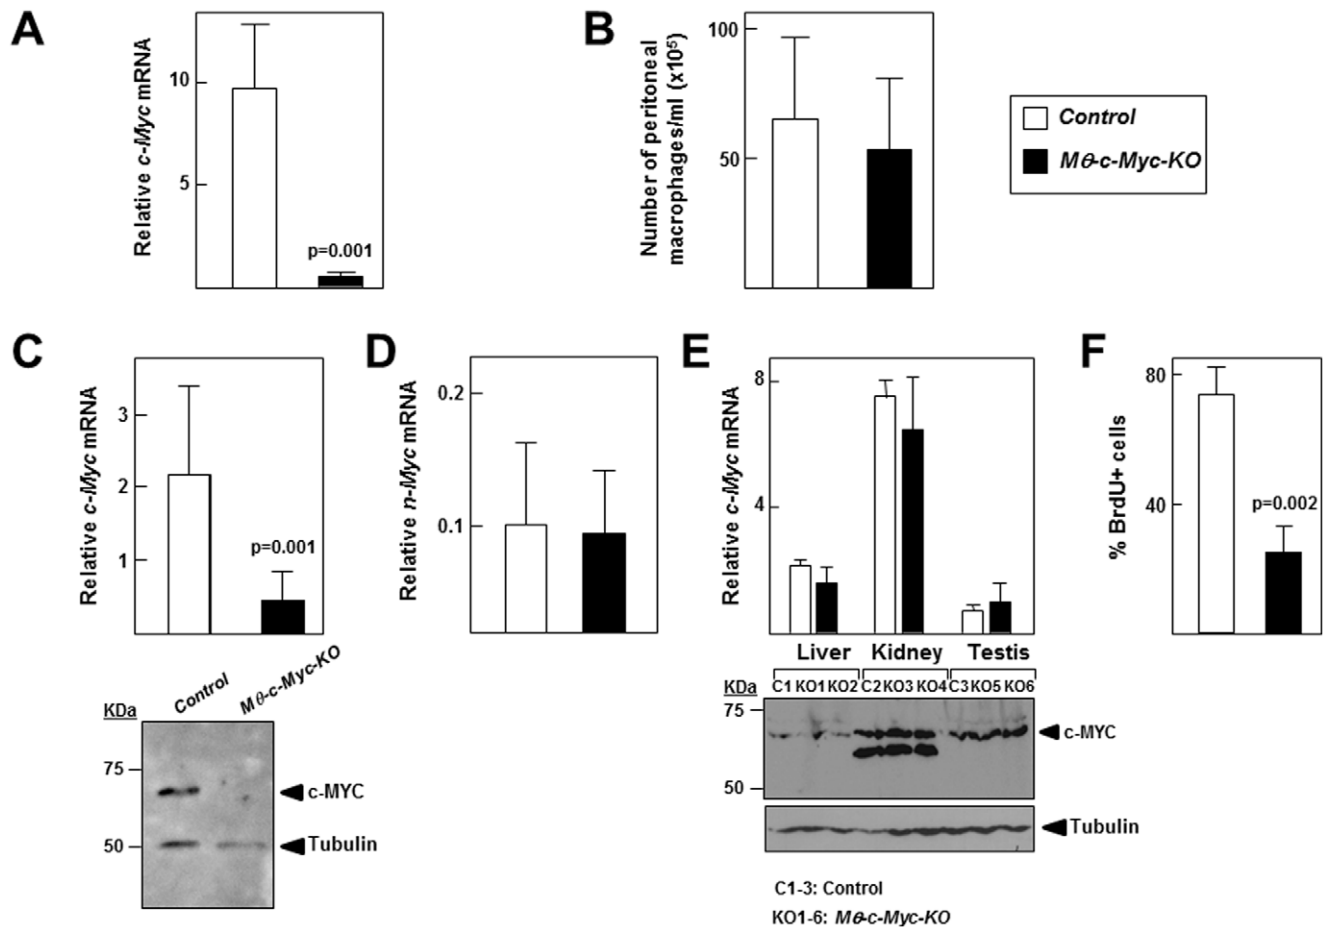 A
Relative c-Myc mRNA
10
5
p=0.001
B
Number of peritoneal
macrophages/ml (x10⁵)
100
50
Control
Mθ-c-Myc-KO
C
Relative c-Myc mRNA
3
2
1
p=0.001
Control
Mθ-c-Myc-KO
KDa
75
50
c-MYC
Tubulin
D
Relative n-Myc mRNA
0.2
0.1
E
Relative c-Myc mRNA
8
4
Liver Kidney Testis
KDa
C1 KO1 KO2 C2 KO3 KO4 C3 KO5 KO6
75
50
c-MYC
Tubulin
C1-3: Control
KO1-6: Mθ-c-Myc-KO
F
% BrdU+ cells
80
40
p=0.002